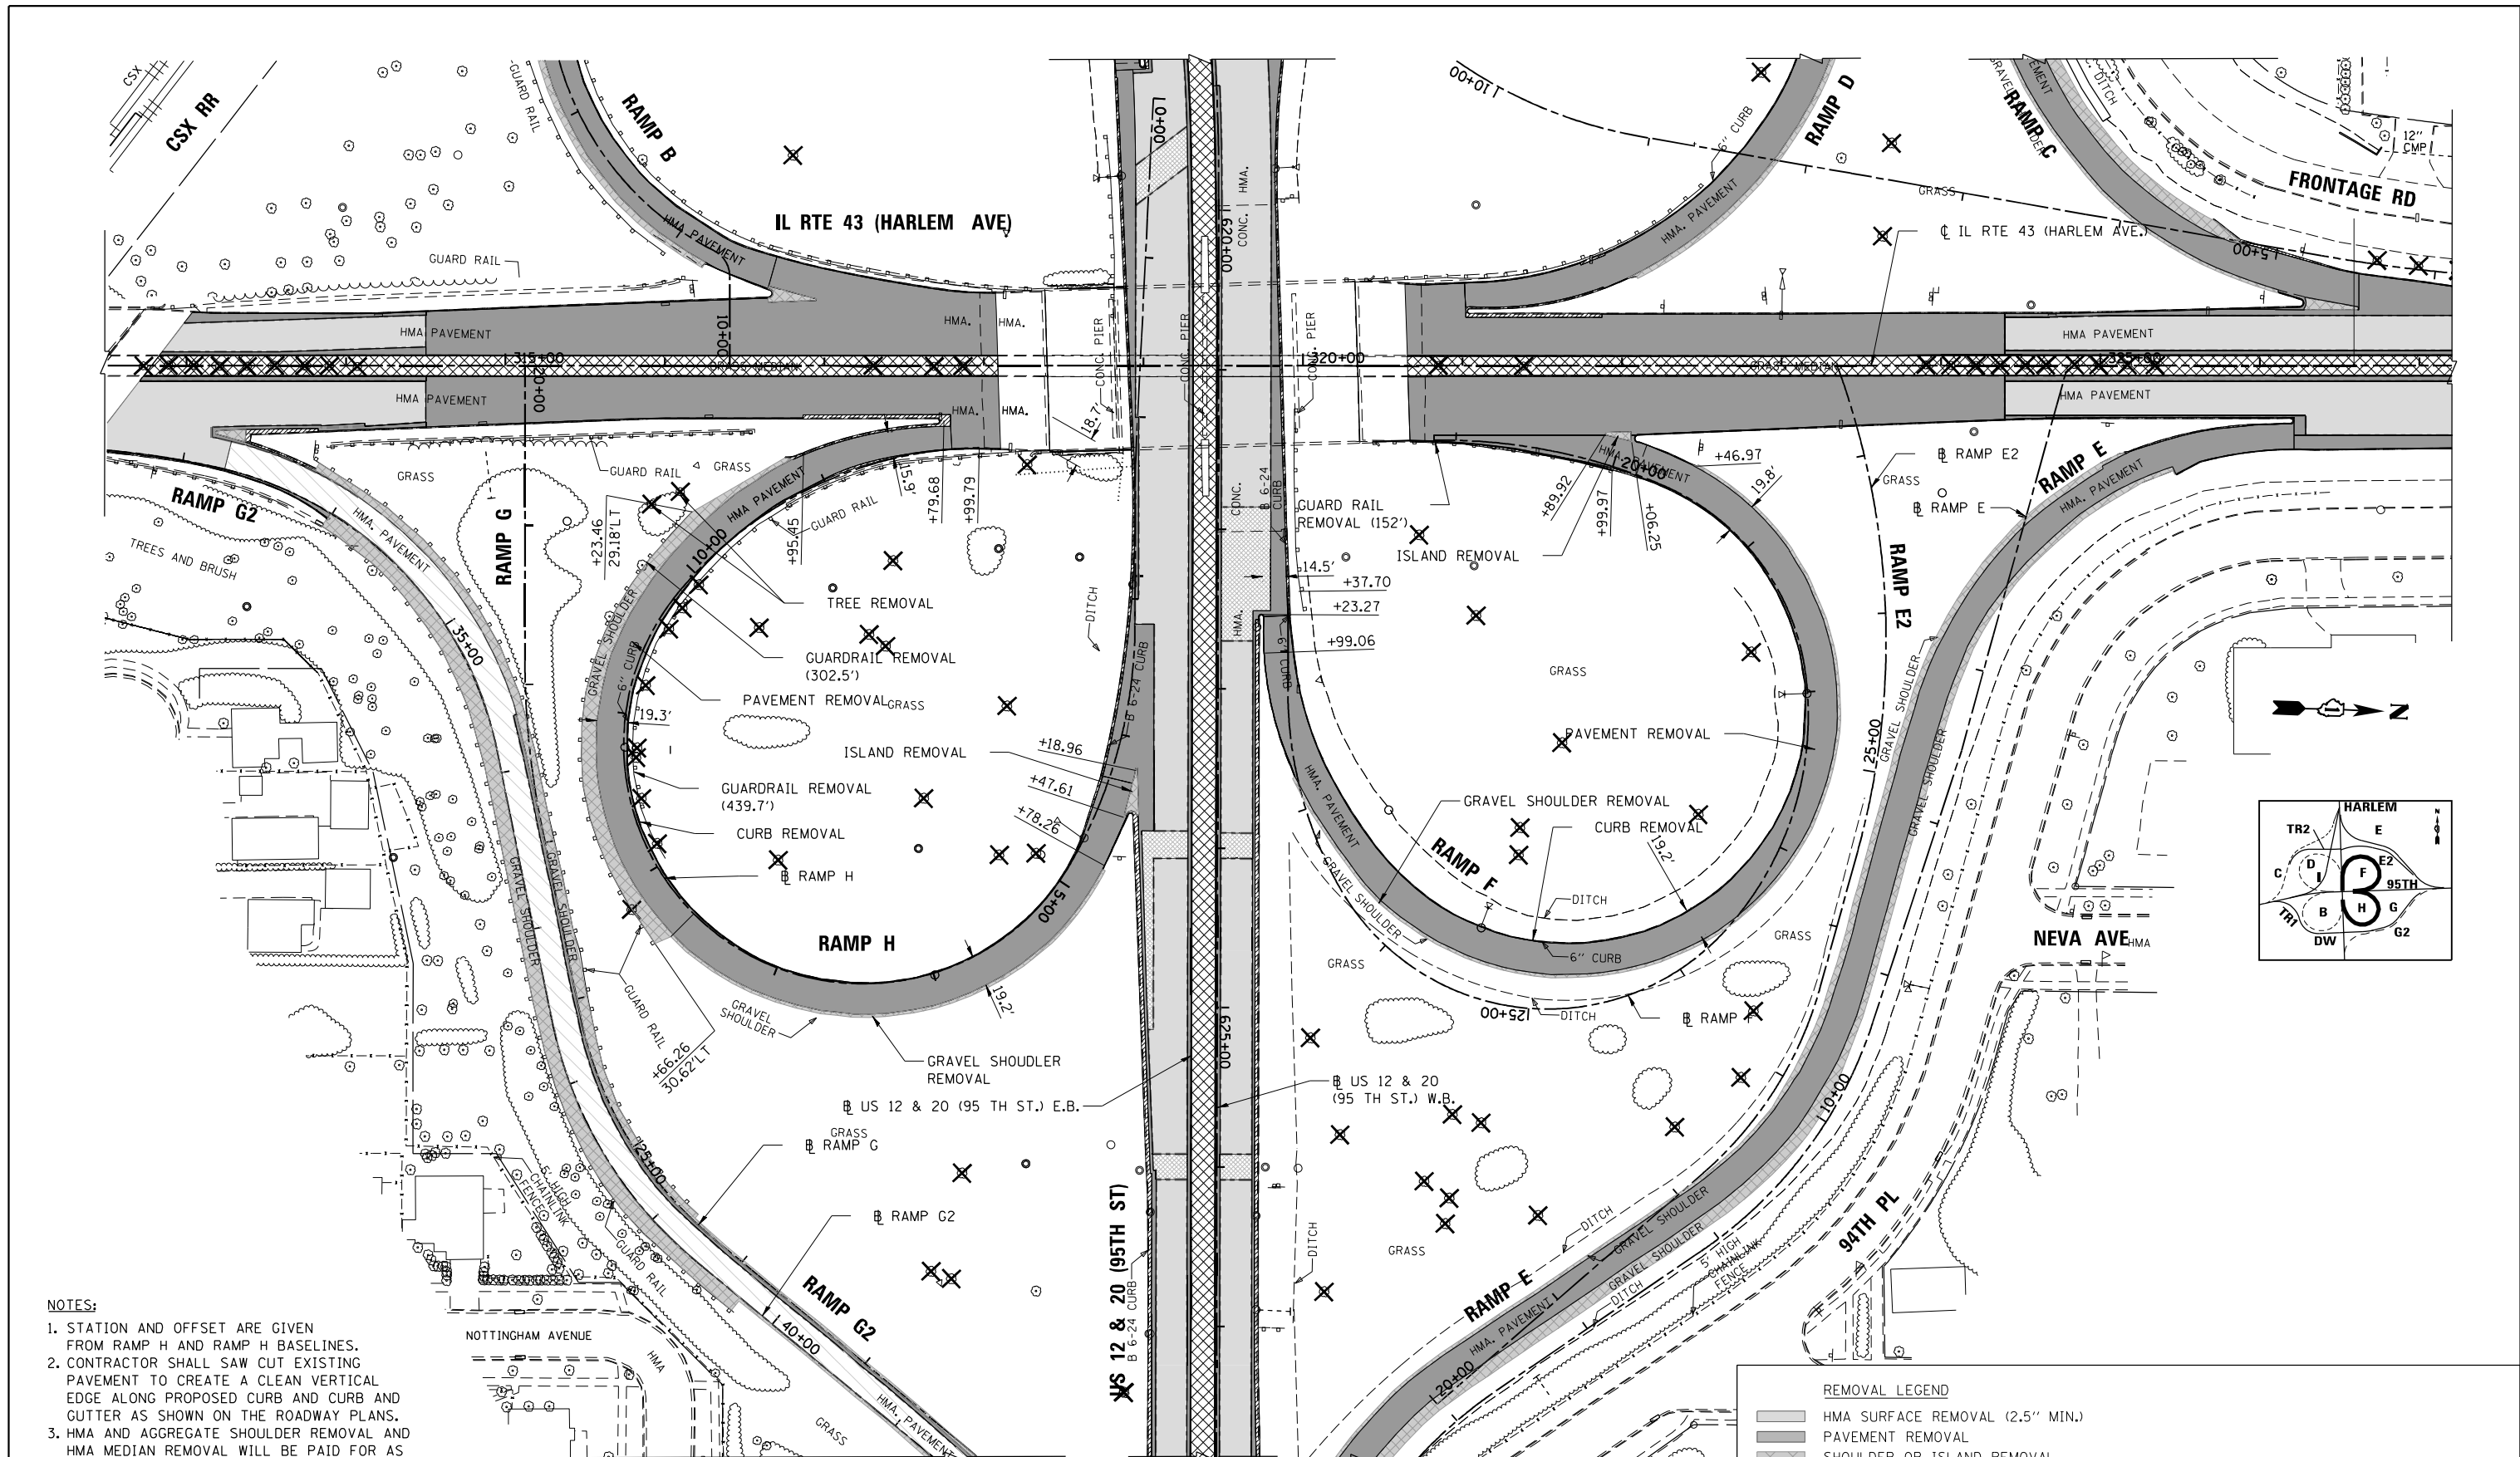 CSX
CSX RR
GUARD RAIL
RAMP B
HMA PAVEMENT
IL RTE 43 (HARLEM AVE)
GUARD RAIL
10+00
CONC. HMA.
620+00
10+00
6" CURB
RAMP D
HMA. PAVEMENT
GRASS
RAMP C
DITCH
12"
CMP
FRONTAGE RD
℄ IL RTE 43 (HARLEM AVE.)
HMA PAVEMENT
10+00
HMA.
HMA.
CONC. PIER
CONC. PIER
CONC. PIER
HMA PAVEMENT
315+00
GRASS MEDIAN
320+00
GRASS MEDIAN
325+00
20+00
HMA PAVEMENT
HMA.
HMA.
HMA PAVEMENT
18.7'
RAMP G2
TREES AND BRUSH
HMA. PAVEMENT
GRASS
RAMP G
GUARD RAIL
GRASS
+23.46
29.18'LT
HMA PAVEMENT
10+00
+95.45
GUARD RAIL
15.9'
+79.68
+99.79
TREE REMOVAL
DITCH
CONC.
B 6-24
CURB
HMA.
GUARD RAIL
REMOVAL (152')
ISLAND REMOVAL
+89.92
+99.97
+06.25
20+00
HMA. PAVEMENT
+46.97
19.8'
GRASS
B RAMP E2
B RAMP E
RAMP E
HMA. PAVEMENT
RAMP E2
14.5'
+37.70
+23.27
+99.06
6" CURB
35+00
GRAVEL SHOULDER
6" CURB
GUARDRAIL REMOVAL
(302.5')
PAVEMENT REMOVAL
GRASS
19.3'
ISLAND REMOVAL
+18.96
+47.61
+78.26
B 6-24 CURB
GUARDRAIL REMOVAL
(439.7')
CURB REMOVAL
B RAMP H
5+00
RAMP H
GRASS
PAVEMENT REMOVAL
25+00
GRAVEL SHOULDER
GRAVEL SHOULDER
N
HMA. PAVEMENT
GRAVEL SHOULDER REMOVAL
CURB REMOVAL
19.2'
RAMP F
DITCH
6" CURB
GRAVEL SHOULDER
GRASS
GRASS
125+00
DITCH
HARLEM
N
TR2
E
D
E2
C
I
F
95TH
B
H
G
TR1
DW
G2
NEVA AVE
HMA
GRAVEL SHOULDER
GRAVEL SHOULDER
GUARD RAIL
+66.26
30.62'LT
GRAVEL
SHOULDER
19.2'
GRAVEL SHOUDLER
REMOVAL
B US 12 & 20 (95 TH ST.) E.B.
625+00
B US 12 & 20
(95 TH ST.) W.B.
10+00
GRASS
B RAMP G
25+00
B RAMP G2
5' HIGH
CHAINLINK
FENCE
GUARD RAIL
RAMP G2
40+00
HMA. PAVEMENT
GRASS
NOTTINGHAM AVENUE
HMA
US 12 & 20 (95TH ST)
B 6-24 CURB
DITCH
GRASS
DITCH
GRAVEL SHOULDER
GRAVEL SHOULDER
DITCH
5' HIGH
CHAINLINK
FENCE
94TH PL
RAMP E
HMA. PAVEMENT
20+00
NOTES:
1. STATION AND OFFSET ARE GIVEN
FROM RAMP H AND RAMP H BASELINES.
2. CONTRACTOR SHALL SAW CUT EXISTING
PAVEMENT TO CREATE A CLEAN VERTICAL
EDGE ALONG PROPOSED CURB AND CURB AND
GUTTER AS SHOWN ON THE ROADWAY PLANS.
3. HMA AND AGGREGATE SHOULDER REMOVAL AND
HMA MEDIAN REMOVAL WILL BE PAID FOR AS
REMOVAL LEGEND
HMA SURFACE REMOVAL (2.5" MIN.)
PAVEMENT REMOVAL
SHOULDER OR ISLAND REMOVAL